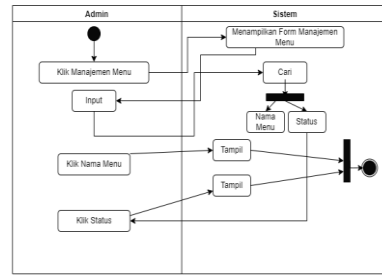 Admin
Sistem
Menampilkan Form Manajemen
Menu
Klik Manajemen Menu
Cari
Input
Nama
Menu
Status
Klik Nama Menu
Tampil
Tampil
Klik Status